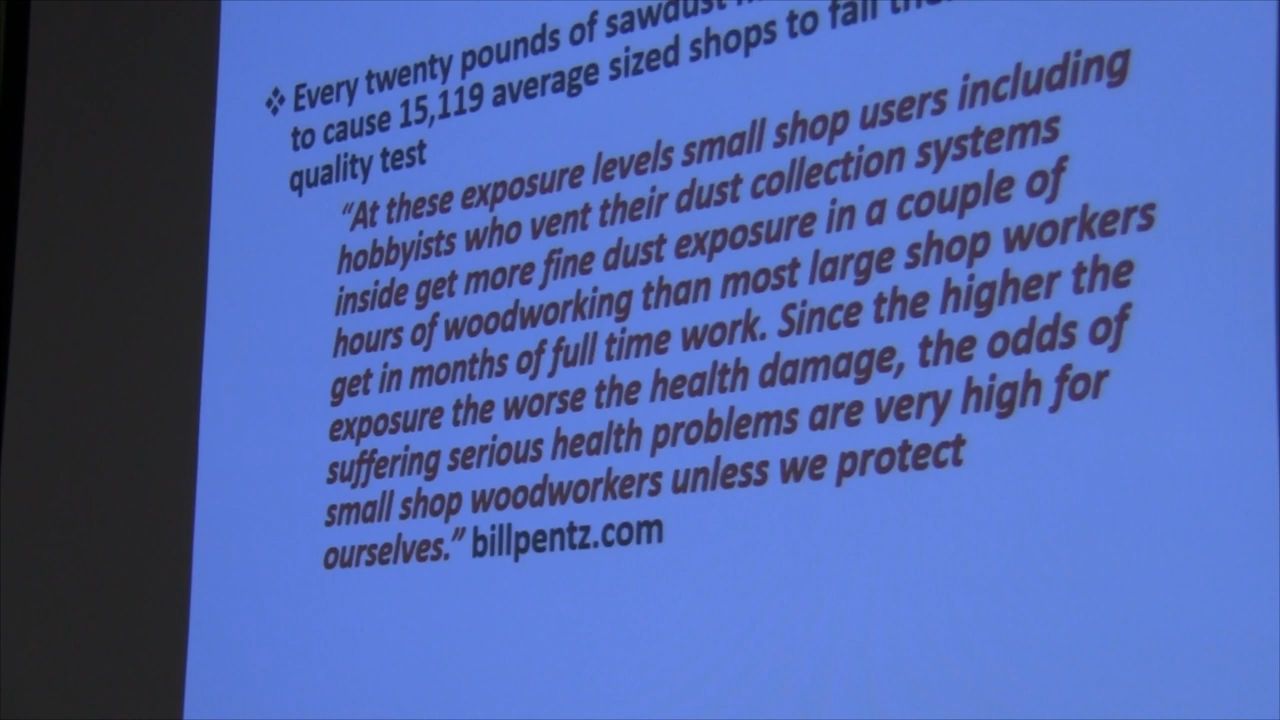 ❖ Every twenty pounds of sawdust
to cause 15,119 average sized shops to fail
quality test
“At these exposure levels small shop users including
hobbyists who vent their dust collection systems
inside get more fine dust exposure in a couple of
hours of woodworking than most large shop workers
get in months of full time work. Since the higher the
exposure the worse the health damage, the odds of
suffering serious health problems are very high for
small shop woodworkers unless we protect
ourselves.” billpentz.com